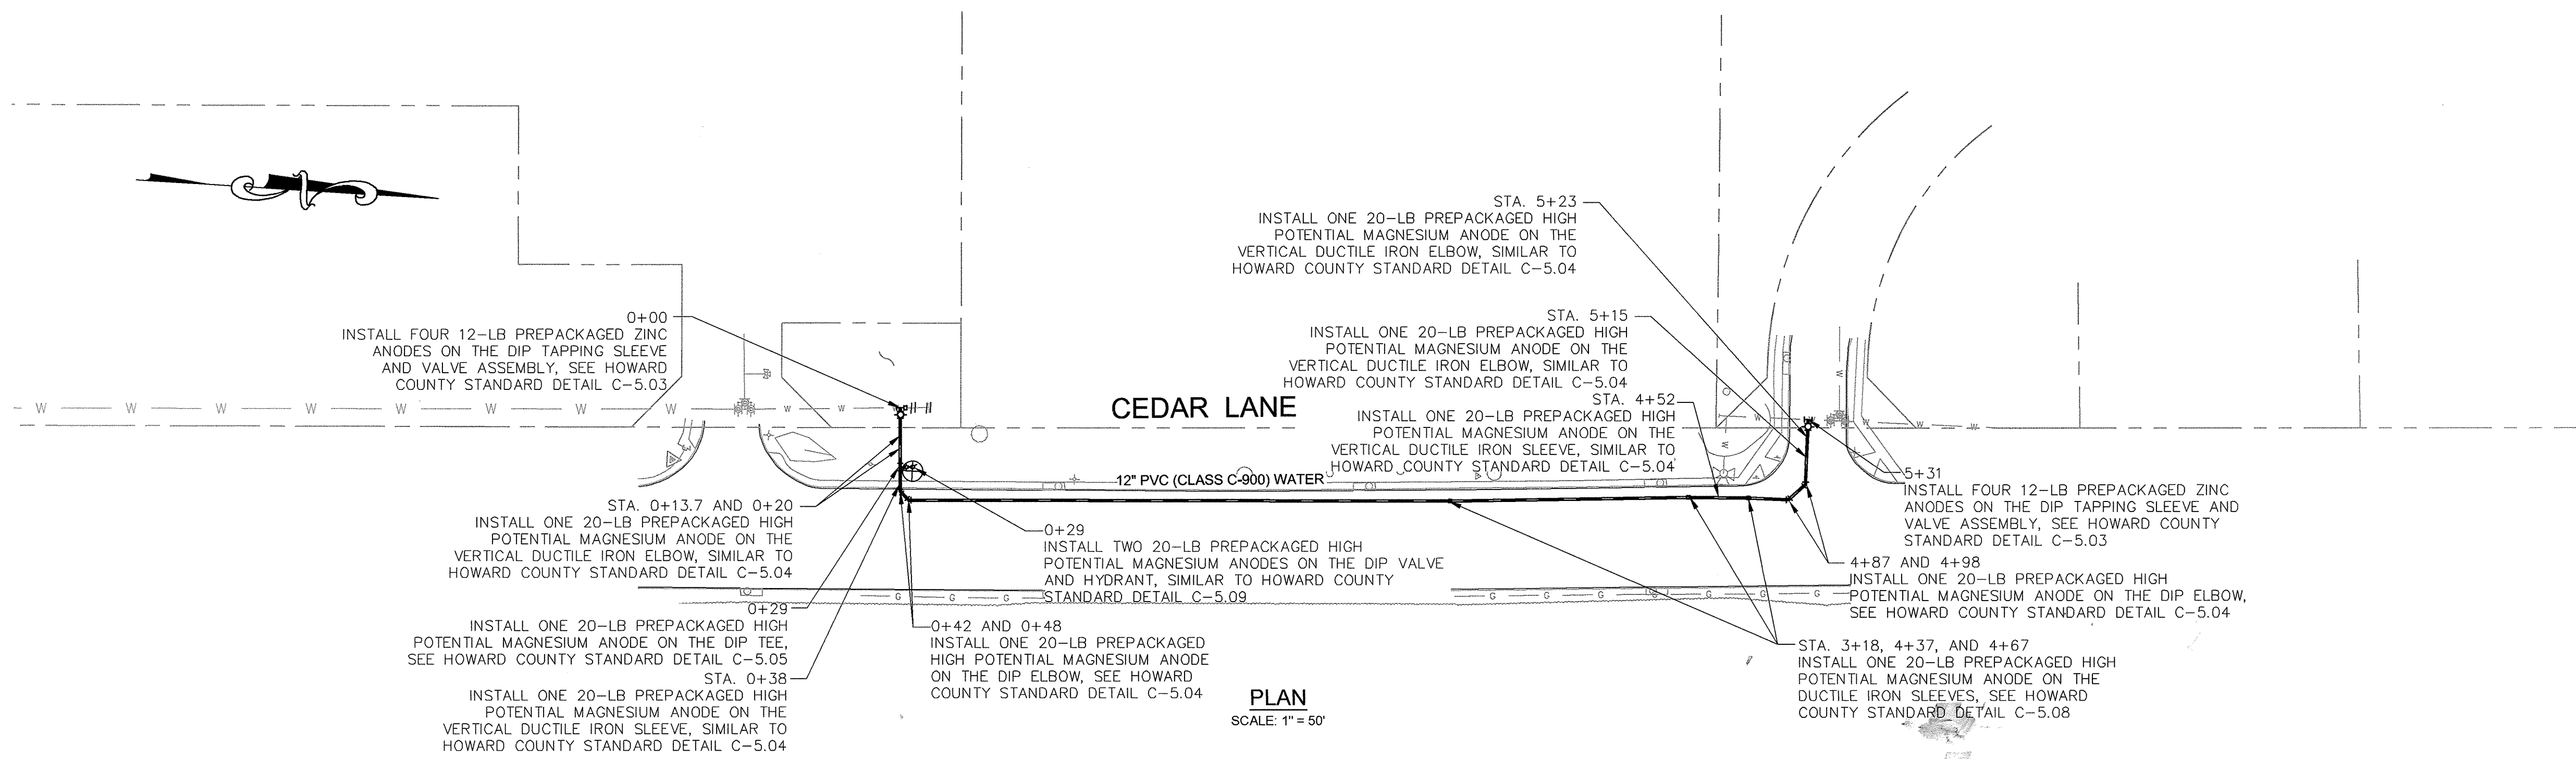 STA. 5+23
INSTALL ONE 20-LB PREPACKAGED HIGH
POTENTIAL MAGNESIUM ANODE ON THE
VERTICAL DUCTILE IRON ELBOW, SIMILAR TO
HOWARD COUNTY STANDARD DETAIL C-5.04
0+00
INSTALL FOUR 12-LB PREPACKAGED ZINC
ANODES ON THE DIP TAPPING SLEEVE
AND VALVE ASSEMBLY, SEE HOWARD
COUNTY STANDARD DETAIL C-5.03
STA. 5+15
INSTALL ONE 20-LB PREPACKAGED HIGH
POTENTIAL MAGNESIUM ANODE ON THE
VERTICAL DUCTILE IRON ELBOW, SIMILAR TO
HOWARD COUNTY STANDARD DETAIL C-5.04
STA. 4+52
INSTALL ONE 20-LB PREPACKAGED HIGH
POTENTIAL MAGNESIUM ANODE ON THE
VERTICAL DUCTILE IRON SLEEVE, SIMILAR TO
HOWARD COUNTY STANDARD DETAIL C-5.04
W W W W W W W W W W
CEDAR LANE
W W W W W
12" PVC (CLASS C-900) WATER
STA. 0+13.7 AND 0+20
INSTALL ONE 20-LB PREPACKAGED HIGH
POTENTIAL MAGNESIUM ANODE ON THE
VERTICAL DUCTILE IRON ELBOW, SIMILAR TO
HOWARD COUNTY STANDARD DETAIL C-5.04
0+29
INSTALL TWO 20-LB PREPACKAGED HIGH
POTENTIAL MAGNESIUM ANODES ON THE DIP VALVE
AND HYDRANT, SIMILAR TO HOWARD COUNTY
STANDARD DETAIL C-5.09
5+31
INSTALL FOUR 12-LB PREPACKAGED ZINC
ANODES ON THE DIP TAPPING SLEEVE AND
VALVE ASSEMBLY, SEE HOWARD COUNTY
STANDARD DETAIL C-5.03
4+87 AND 4+98
INSTALL ONE 20-LB PREPACKAGED HIGH
POTENTIAL MAGNESIUM ANODE ON THE DIP ELBOW,
SEE HOWARD COUNTY STANDARD DETAIL C-5.04
G G G G G G G G G
0+29
INSTALL ONE 20-LB PREPACKAGED HIGH
POTENTIAL MAGNESIUM ANODE ON THE DIP TEE,
SEE HOWARD COUNTY STANDARD DETAIL C-5.05
STA. 0+38
INSTALL ONE 20-LB PREPACKAGED HIGH
POTENTIAL MAGNESIUM ANODE ON THE
VERTICAL DUCTILE IRON SLEEVE, SIMILAR TO
HOWARD COUNTY STANDARD DETAIL C-5.04
0+42 AND 0+48
INSTALL ONE 20-LB PREPACKAGED
HIGH POTENTIAL MAGNESIUM ANODE
ON THE DIP ELBOW, SEE HOWARD
COUNTY STANDARD DETAIL C-5.04
STA. 3+18, 4+37, AND 4+67
INSTALL ONE 20-LB PREPACKAGED HIGH
POTENTIAL MAGNESIUM ANODE ON THE
DUCTILE IRON SLEEVES, SEE HOWARD
COUNTY STANDARD DETAIL C-5.08
PLAN
SCALE: 1" = 50'